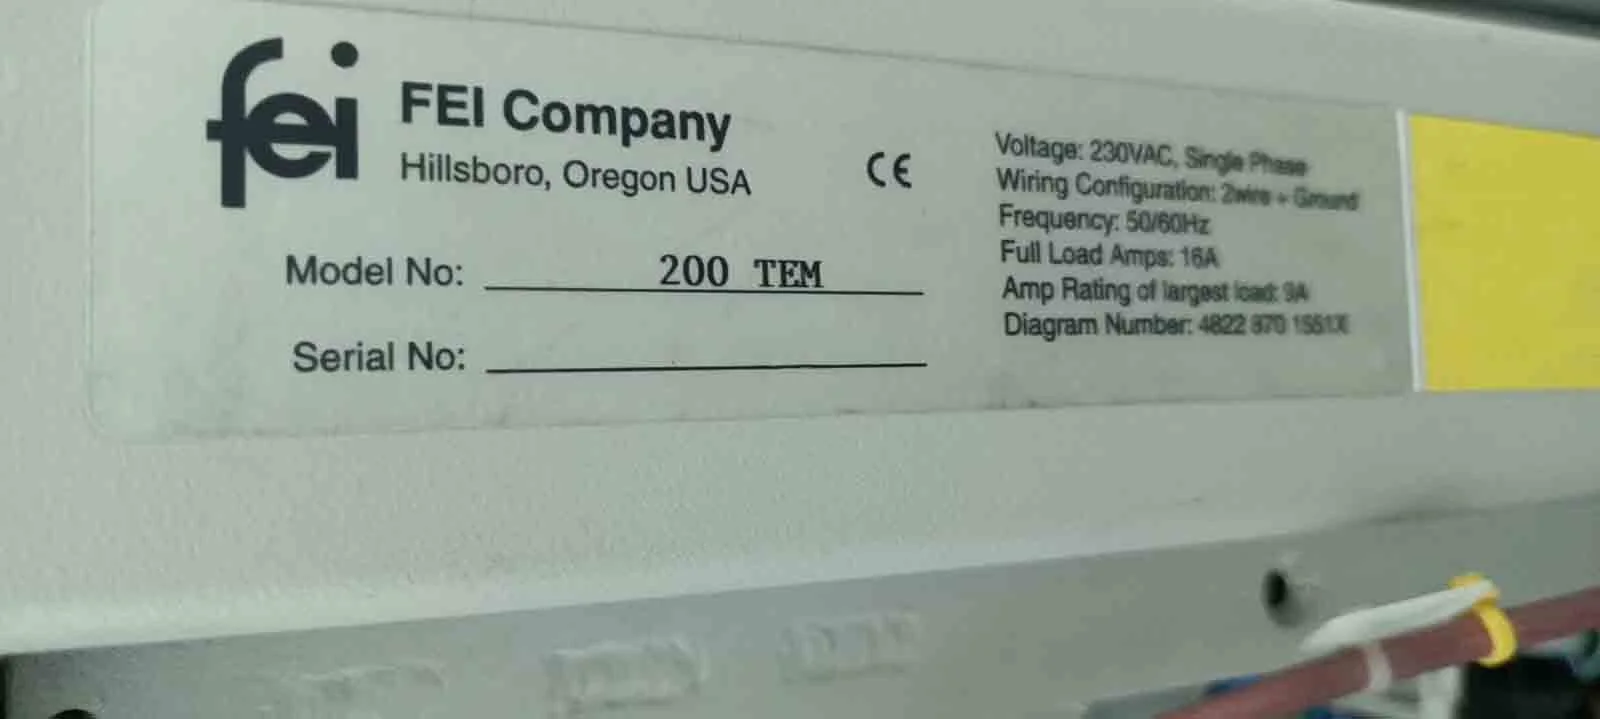 fei
FEI Company
Hillsboro, Oregon USA
CE
Model No: 200 TEM
Serial No:
Voltage: 230VAC, Single Phase
Wiring Configuration: 2wire + Ground
Frequency: 50/60Hz
Full Load Amps: 16A
Amp Rating of largest load: 9A
Diagram Number: 4822 870